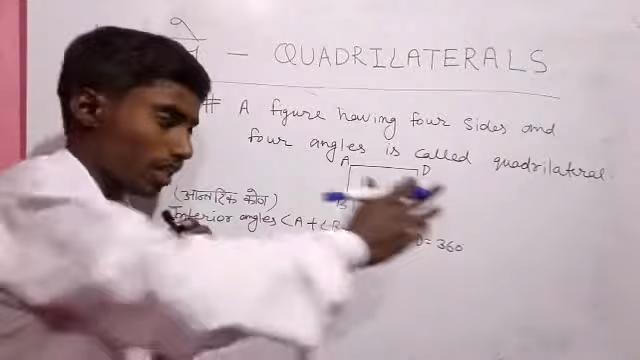 - QUADRILATERALS
# A figure having four sides and
four angles is called quadrilateral.
A D
B
(आन्तरिक कोण)
Interior angles ∠A + ∠B
D = 360